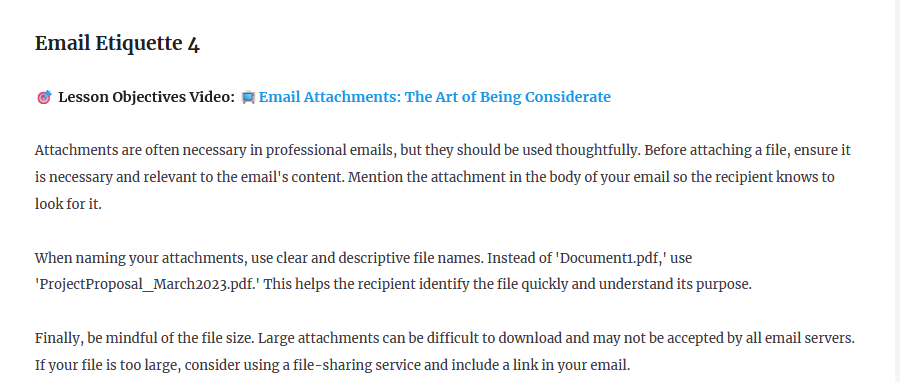 Email Etiquette 4
🎯 Lesson Objectives Video: 📺Email Attachments: The Art of Being Considerate
Attachments are often necessary in professional emails, but they should be used thoughtfully. Before attaching a file, ensure it
is necessary and relevant to the email's content. Mention the attachment in the body of your email so the recipient knows to
look for it.
When naming your attachments, use clear and descriptive file names. Instead of 'Document1.pdf,' use
'ProjectProposal_March2023.pdf.' This helps the recipient identify the file quickly and understand its purpose.
Finally, be mindful of the file size. Large attachments can be difficult to download and may not be accepted by all email servers.
If your file is too large, consider using a file-sharing service and include a link in your email.